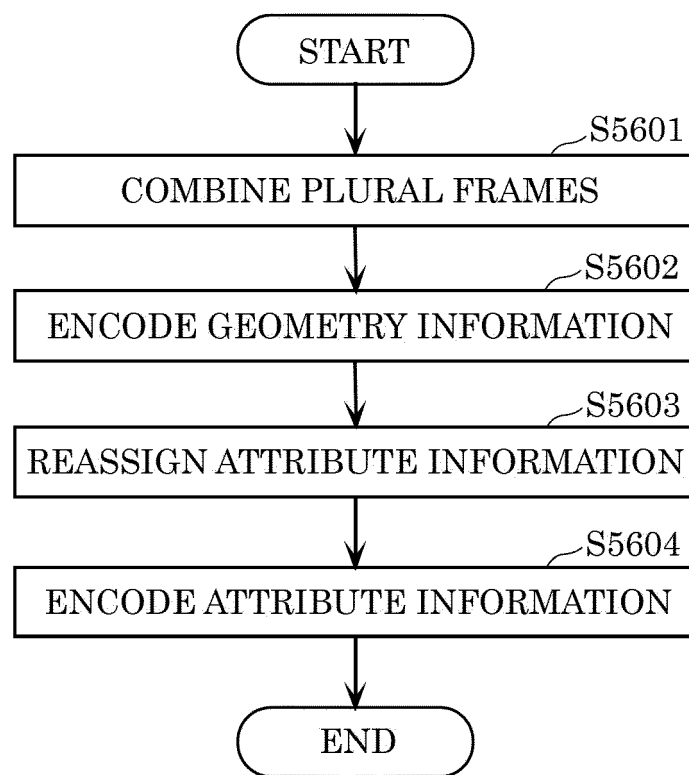 START
S5601
COMBINE PLURAL FRAMES
S5602
ENCODE GEOMETRY INFORMATION
S5603
REASSIGN ATTRIBUTE INFORMATION
S5604
ENCODE ATTRIBUTE INFORMATION
END